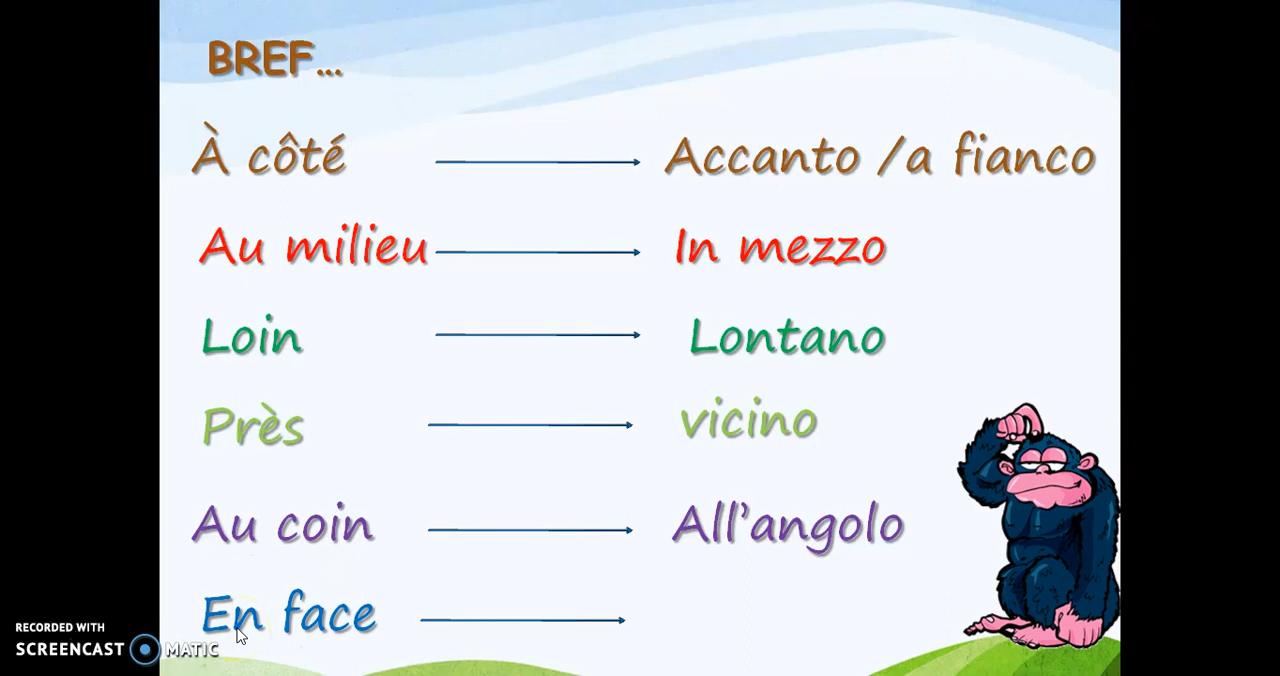 BREF...
À côté Accanto /a fianco
Au milieu In mezzo
Loin Lontano
Près vicino
Au coin All'angolo
En face
RECORDED WITH
SCREENCAST MATIC